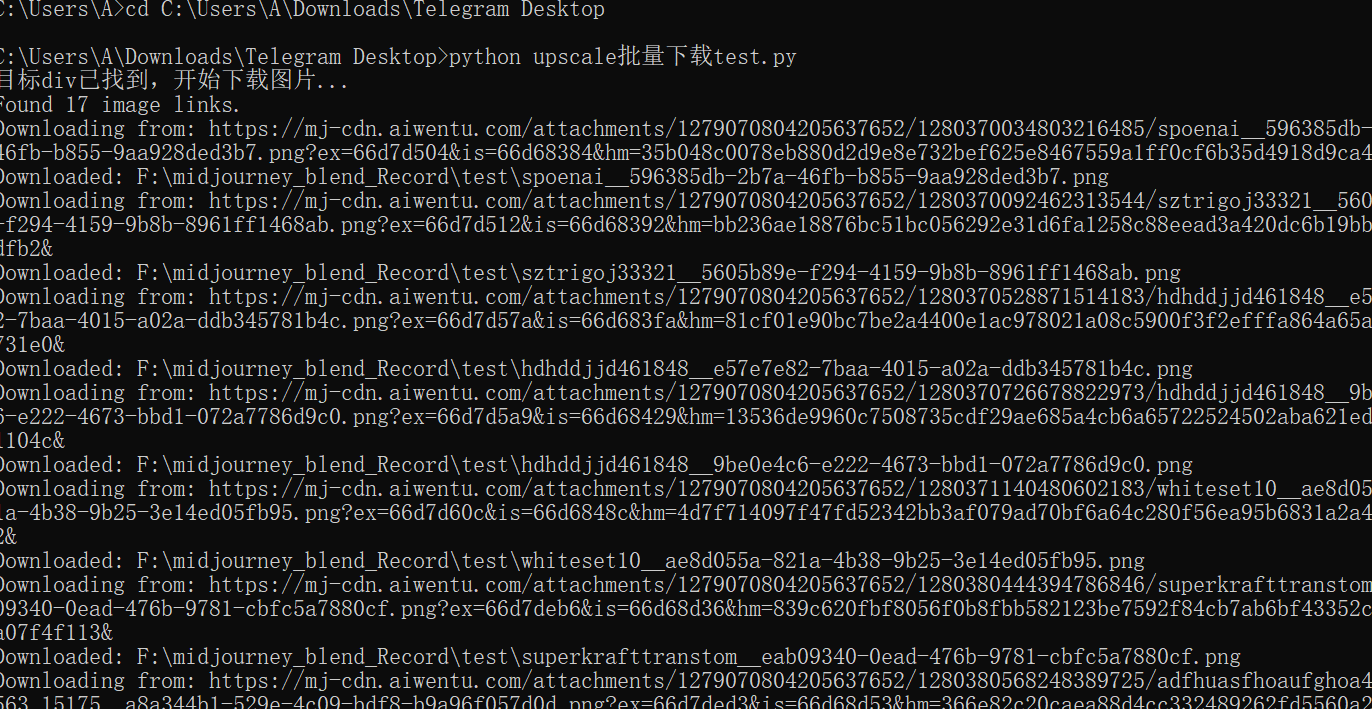 C:\Users\A>cd C:\Users\A\Downloads\Telegram Desktop
C:\Users\A\Downloads\Telegram Desktop>python upscale批量下载test.py
目标div已找到，开始下载图片...
Found 17 image links.
Downloading from: https://mj-cdn.aiwentu.com/attachments/1279070804205637652/1280370034803216485/spoenai__596385db-
46fb-b855-9aa928ded3b7.png?ex=66d7d504&is=66d68384&hm=35b048c0078eb880d2d9e8e732bef625e8467559a1ff0cf6b35d4918d9ca4
Downloaded: F:\midjourney_blend_Record\test\spoenai__596385db-2b7a-46fb-b855-9aa928ded3b7.png
Downloading from: https://mj-cdn.aiwentu.com/attachments/1279070804205637652/1280370092462313544/sztrigoj33321__560
-f294-4159-9b8b-8961ff1468ab.png?ex=66d7d512&is=66d68392&hm=bb236ae18876bc51bc056292e31d6fa1258c88eead3a420dc6b19bb
dfb2&
Downloaded: F:\midjourney_blend_Record\test\sztrigoj33321__5605b89e-f294-4159-9b8b-8961ff1468ab.png
Downloading from: https://mj-cdn.aiwentu.com/attachments/1279070804205637652/1280370528871514183/hdhddjjd461848__e5
2-7baa-4015-a02a-ddb345781b4c.png?ex=66d7d57a&is=66d683fa&hm=81cf01e90bc7be2a4400e1ac978021a08c5900f3f2efffa864a65a
731e0&
Downloaded: F:\midjourney_blend_Record\test\hdhddjjd461848__e57e7e82-7baa-4015-a02a-ddb345781b4c.png
Downloading from: https://mj-cdn.aiwentu.com/attachments/1279070804205637652/1280370726678822973/hdhddjjd461848__9b
6-e222-4673-bbd1-072a7786d9c0.png?ex=66d7d5a9&is=66d68429&hm=13536de9960c7508735cdf29ae685a4cb6a65722524502aba621ed
1104c&
Downloaded: F:\midjourney_blend_Record\test\hdhddjjd461848__9be0e4c6-e222-4673-bbd1-072a7786d9c0.png
Downloading from: https://mj-cdn.aiwentu.com/attachments/1279070804205637652/1280371140480602183/whiteset10__ae8d05
1a-4b38-9b25-3e14ed05fb95.png?ex=66d7d60c&is=66d6848c&hm=4d7f714097f47fd52342bb3af079ad70bf6a64c280f56ea95b6831a2a4
2&
Downloaded: F:\midjourney_blend_Record\test\whiteset10__ae8d055a-821a-4b38-9b25-3e14ed05fb95.png
Downloading from: https://mj-cdn.aiwentu.com/attachments/1279070804205637652/1280380444394786846/superkrafttranstom
09340-0ead-476b-9781-cbfc5a7880cf.png?ex=66d7deb6&is=66d68d36&hm=839c620fbf8056f0b8fbb582123be7592f84cb7ab6bf43352c
a07f4f113&
Downloaded: F:\midjourney_blend_Record\test\superkrafttranstom__eab09340-0ead-476b-9781-cbfc5a7880cf.png
Downloading from: https://mj-cdn.aiwentu.com/attachments/1279070804205637652/1280380568248389725/adfhuasfhoaufghoa4
563_15175__a8a344b1-529e-4c09-bdf8-b9a96f057d0d.png?ex=66d7ded3&is=66d68d53&hm=366e82c20caea88d4cc332489262fd5560a2